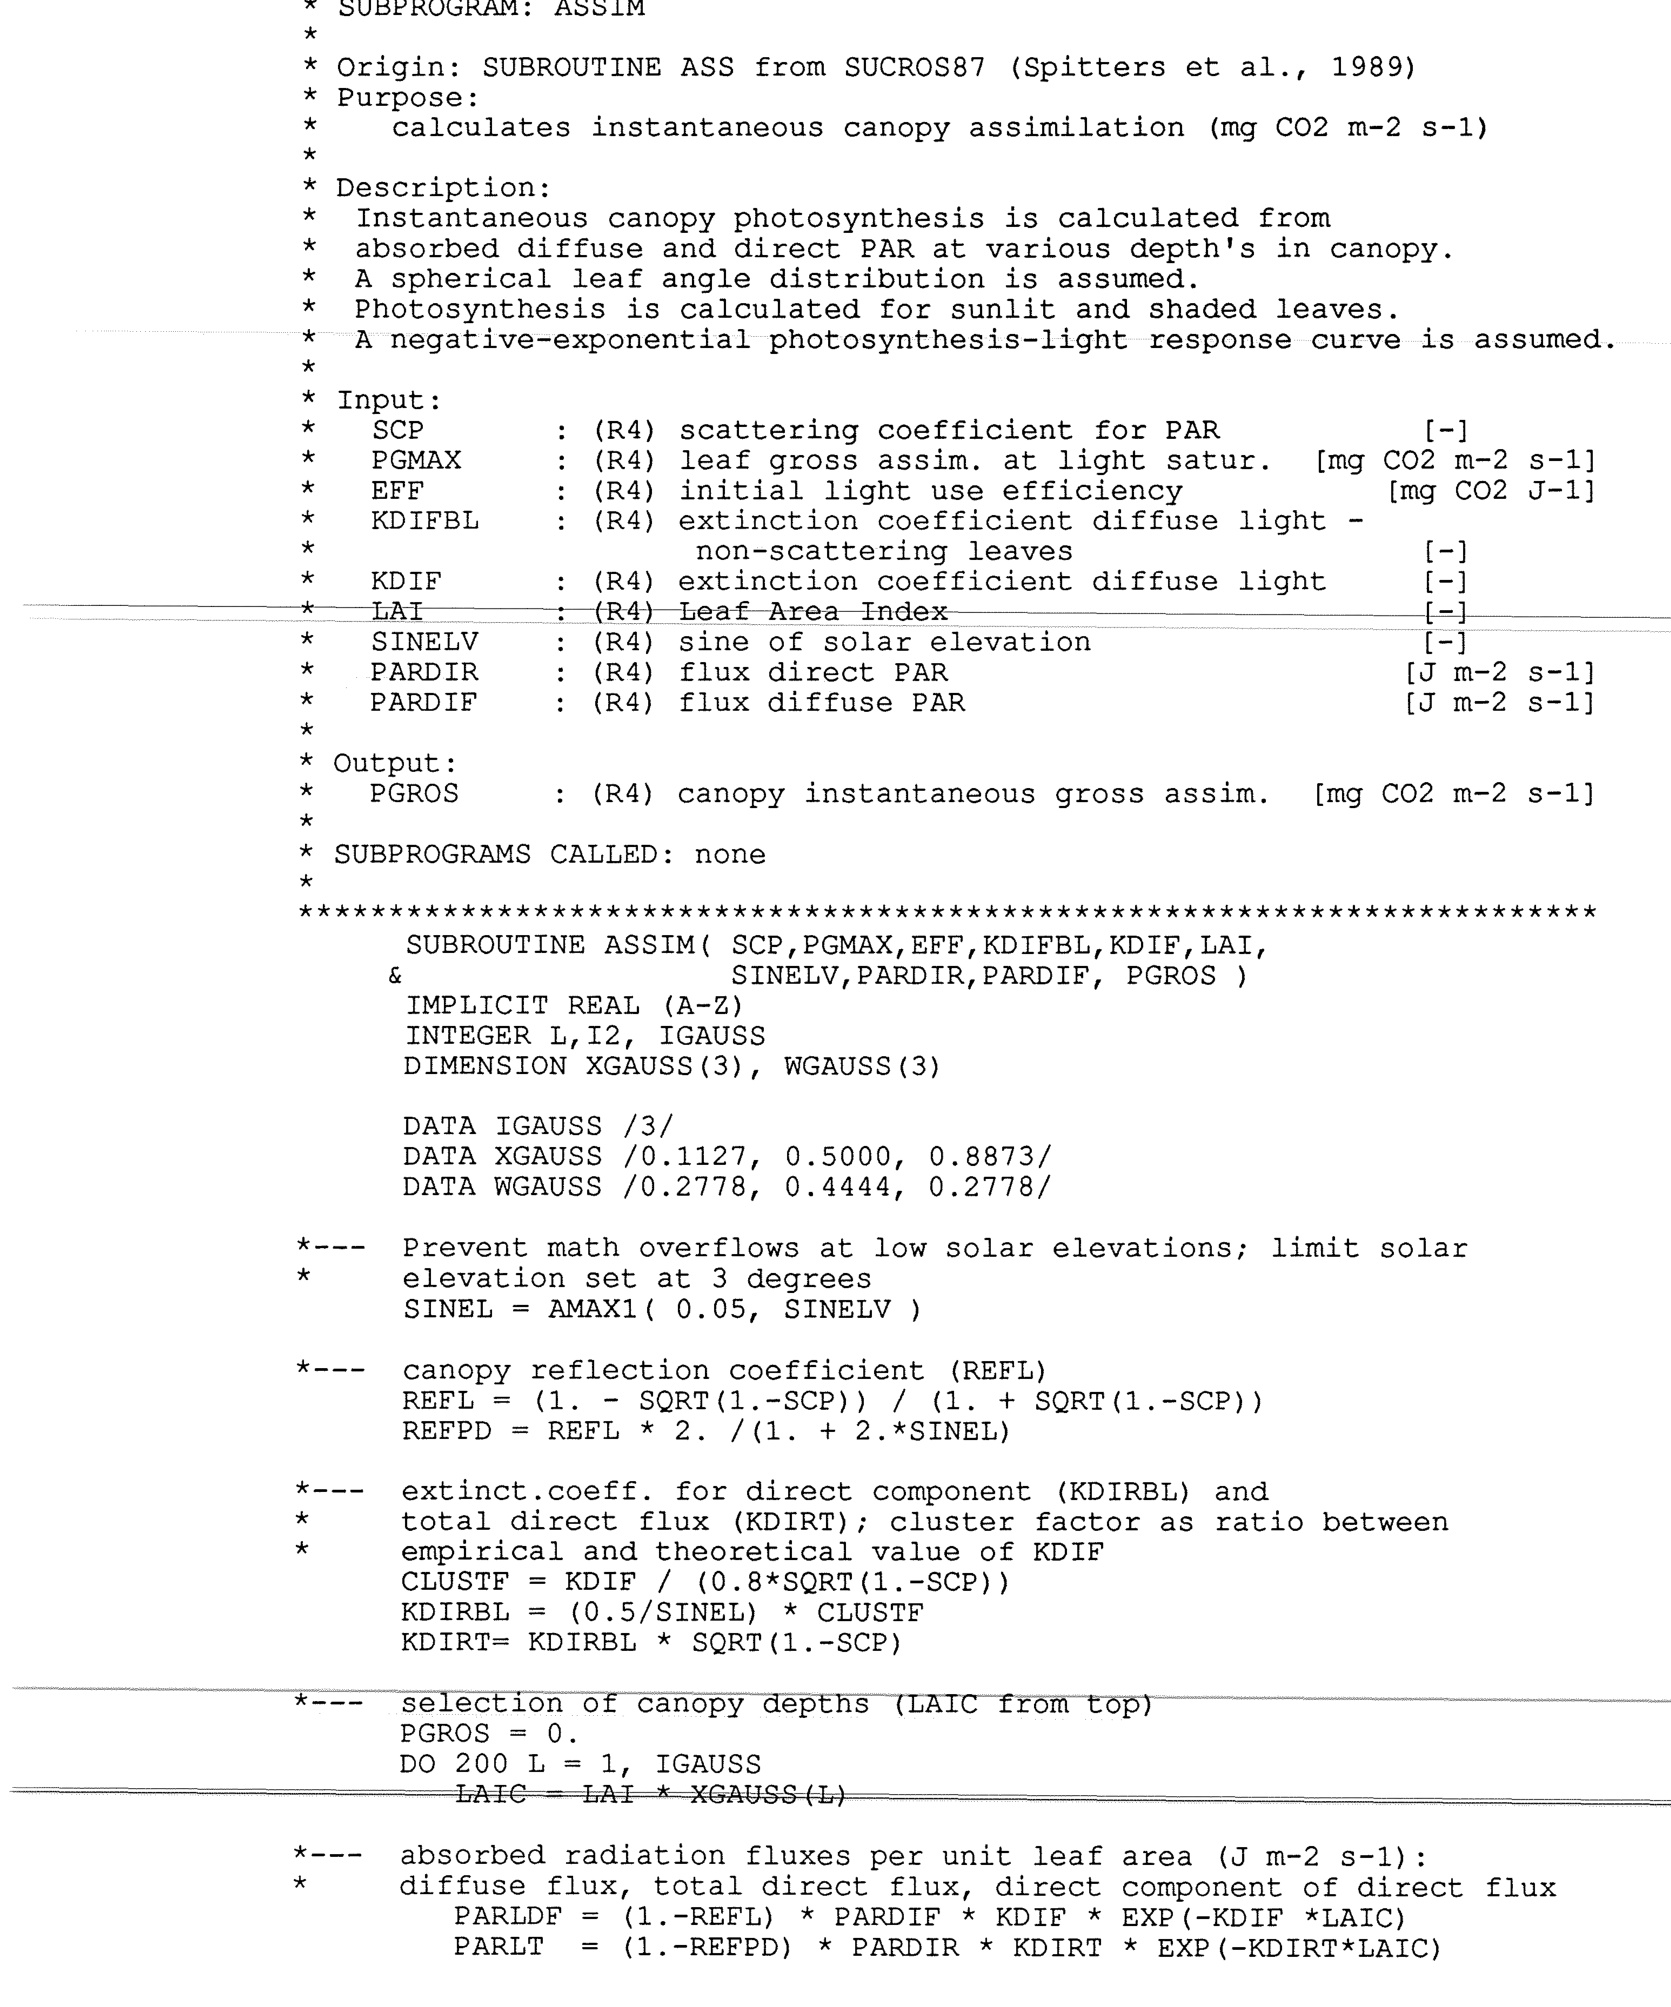 * SUBPROGRAM: ASSIM
*
* Origin: SUBROUTINE ASS from SUCROS87 (Spitters et al., 1989)
* Purpose:
*    calculates instantaneous canopy assimilation (mg CO2 m-2 s-1)
*
* Description:
*  Instantaneous canopy photosynthesis is calculated from
*  absorbed diffuse and direct PAR at various depth's in canopy.
*  A spherical leaf angle distribution is assumed.
*  Photosynthesis is calculated for sunlit and shaded leaves.
*  A negative-exponential photosynthesis-light response curve is assumed.
*
* Input:
*   SCP       : (R4) scattering coefficient for PAR           [-]
*   PGMAX     : (R4) leaf gross assim. at light satur.  [mg CO2 m-2 s-1]
*   EFF       : (R4) initial light use efficiency           [mg CO2 J-1]
*   KDIFBL    : (R4) extinction coefficient diffuse light -
*                     non-scattering leaves                   [-]
*   KDIF      : (R4) extinction coefficient diffuse light     [-]
*   LAI       : (R4) Leaf Area Index                          [-]
*   SINELV    : (R4) sine of solar elevation                  [-]
*   PARDIR    : (R4) flux direct PAR                         [J m-2 s-1]
*   PARDIF    : (R4) flux diffuse PAR                        [J m-2 s-1]
*
* Output:
*   PGROS     : (R4) canopy instantaneous gross assim.  [mg CO2 m-2 s-1]
*
* SUBPROGRAMS CALLED: none
*
************************************************************************
      SUBROUTINE ASSIM( SCP,PGMAX,EFF,KDIFBL,KDIF,LAI,
     &                  SINELV,PARDIR,PARDIF, PGROS )
      IMPLICIT REAL (A-Z)
      INTEGER L,I2, IGAUSS
      DIMENSION XGAUSS(3), WGAUSS(3)

      DATA IGAUSS /3/
      DATA XGAUSS /0.1127, 0.5000, 0.8873/
      DATA WGAUSS /0.2778, 0.4444, 0.2778/

*---  Prevent math overflows at low solar elevations; limit solar
*     elevation set at 3 degrees
      SINEL = AMAX1( 0.05, SINELV )

*---  canopy reflection coefficient (REFL)
      REFL = (1. - SQRT(1.-SCP)) / (1. + SQRT(1.-SCP))
      REFPD = REFL * 2. /(1. + 2.*SINEL)

*---  extinct.coeff. for direct component (KDIRBL) and
*     total direct flux (KDIRT); cluster factor as ratio between
*     empirical and theoretical value of KDIF
      CLUSTF = KDIF / (0.8*SQRT(1.-SCP))
      KDIRBL = (0.5/SINEL) * CLUSTF
      KDIRT= KDIRBL * SQRT(1.-SCP)

*---  selection of canopy depths (LAIC from top)
      PGROS = 0.
      DO 200 L = 1, IGAUSS
         LAIC = LAI * XGAUSS(L)

*---  absorbed radiation fluxes per unit leaf area (J m-2 s-1):
*     diffuse flux, total direct flux, direct component of direct flux
         PARLDF = (1.-REFL) * PARDIF * KDIF * EXP(-KDIF *LAIC)
         PARLT  = (1.-REFPD) * PARDIR * KDIRT * EXP(-KDIRT*LAIC)